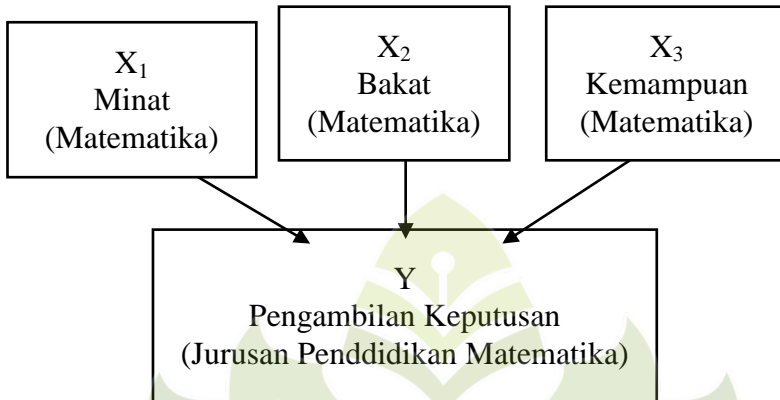 X₁
Minat
(Matematika)
X₂
Bakat
(Matematika)
X₃
Kemampuan
(Matematika)
Y
Pengambilan Keputusan
(Jurusan Penddidikan Matematika)